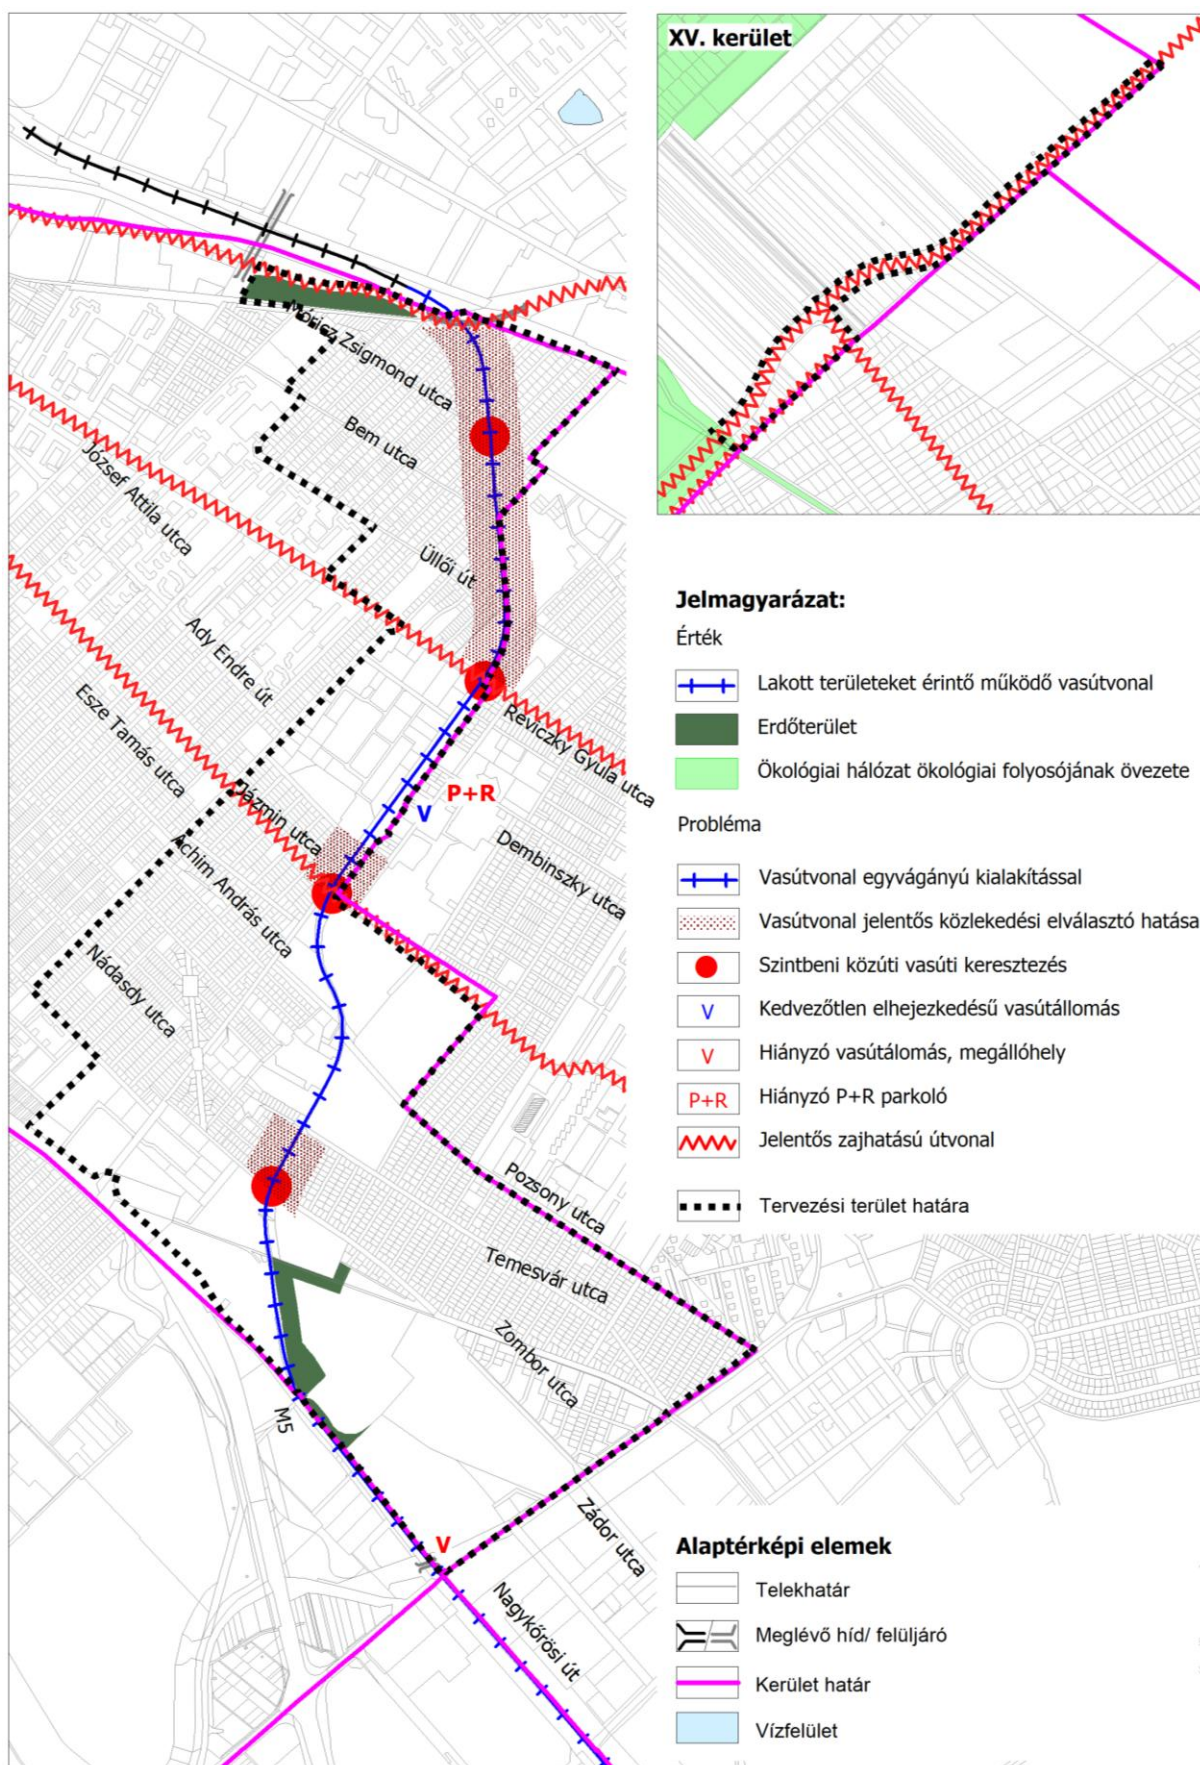 XV. kerület
Móricz Zsigmond utca
Bem utca
József Attila utca
Üllői út
Ady Endre út
Esze Tamás utca
Reviczky Gyula utca
P+R
V
Jázmin utca
Dembinszky utca
Achim András utca
Nádasdy utca
Pozsony utca
Temesvár utca
Zombor utca
M5
V
Zádor utca
Nagykőrösi út
Jelmagyarázat:
Érték
Lakott területeket érintő működő vasútvonal
Erdőterület
Ökológiai hálózat ökológiai folyosójának övezete
Probléma
Vasútvonal egyvágányú kialakítással
Vasútvonal jelentős közlekedési elválasztó hatása
Szintbeni közúti vasúti keresztezés
V Kedvezőtlen elhejezkedésű vasútállomás
V Hiányzó vasútálomás, megállóhely
P+R Hiányzó P+R parkoló
Jelentős zajhatású útvonal
Tervezési terület határa
Alaptérképi elemek
Telekhatár
Meglévő híd/ felüljáró
Kerület határ
Vízfelület